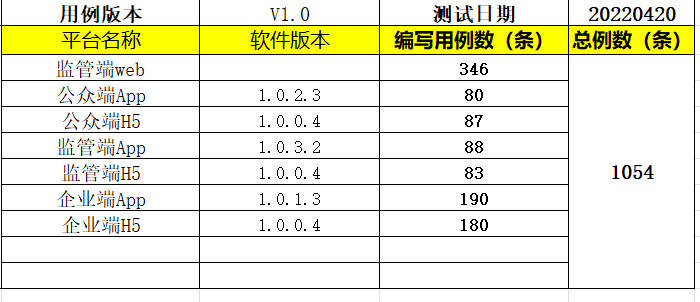 用例版本 V1.0 测试日期 20220420
平台名称 软件版本 编写用例数（条） 总例数（条）
监管端web 346
公众端App 1.0.2.3 80
公众端H5 1.0.0.4 87
监管端App 1.0.3.2 88
监管端H5 1.0.0.4 83 1054
企业端App 1.0.1.3 190
企业端H5 1.0.0.4 180